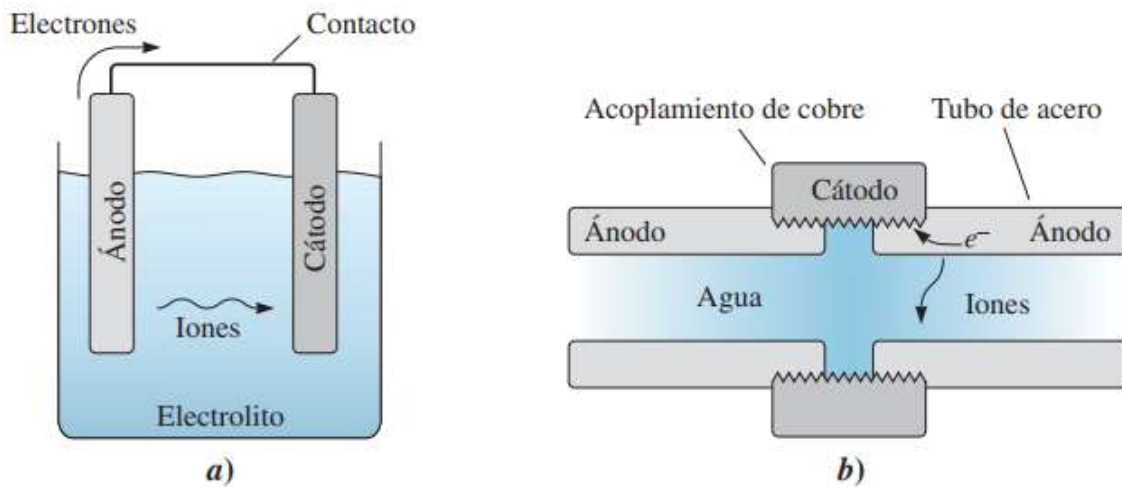 Electrones
Contacto
Ánodo
Cátodo
Iones
Electrolito
a)
Acoplamiento de cobre
Tubo de acero
Cátodo
Ánodo
e−
Ánodo
Agua
Iones
b)